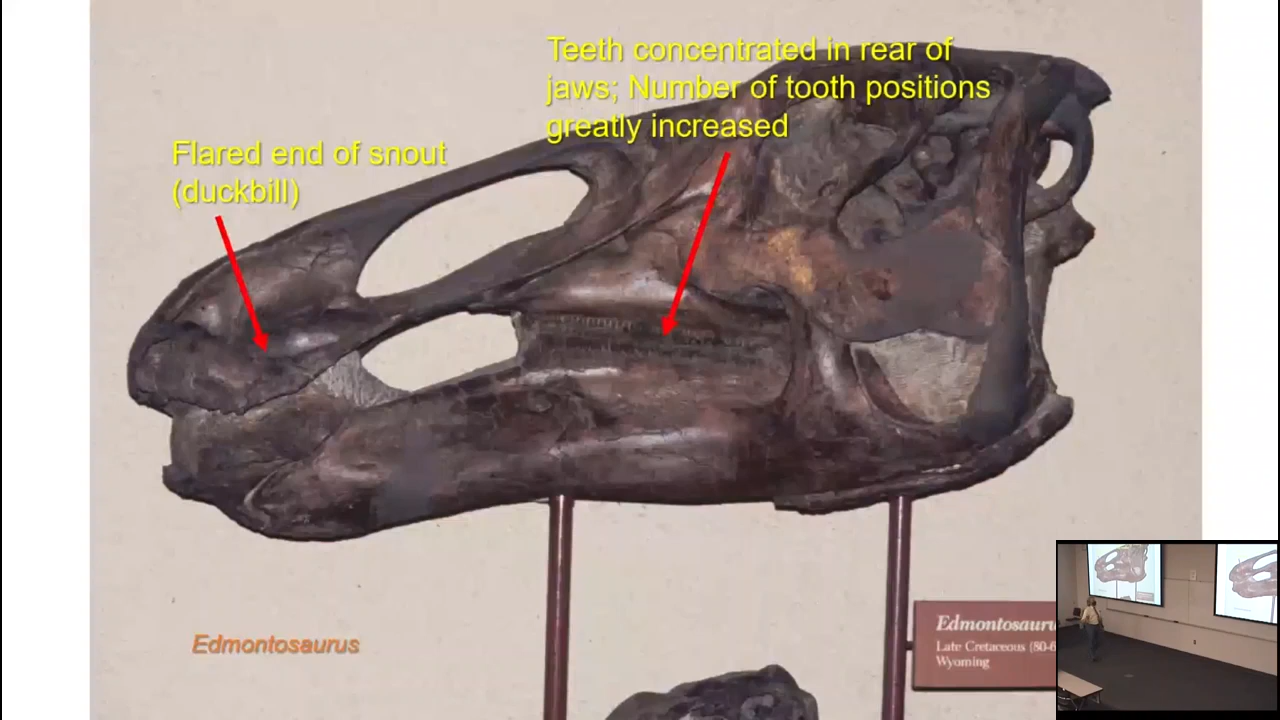 Teeth concentrated in rear of
jaws; Number of tooth positions
greatly increased
Flared end of snout
(duckbill)
Edmontosaurus
Late Cretaceous (80-
Wyoming